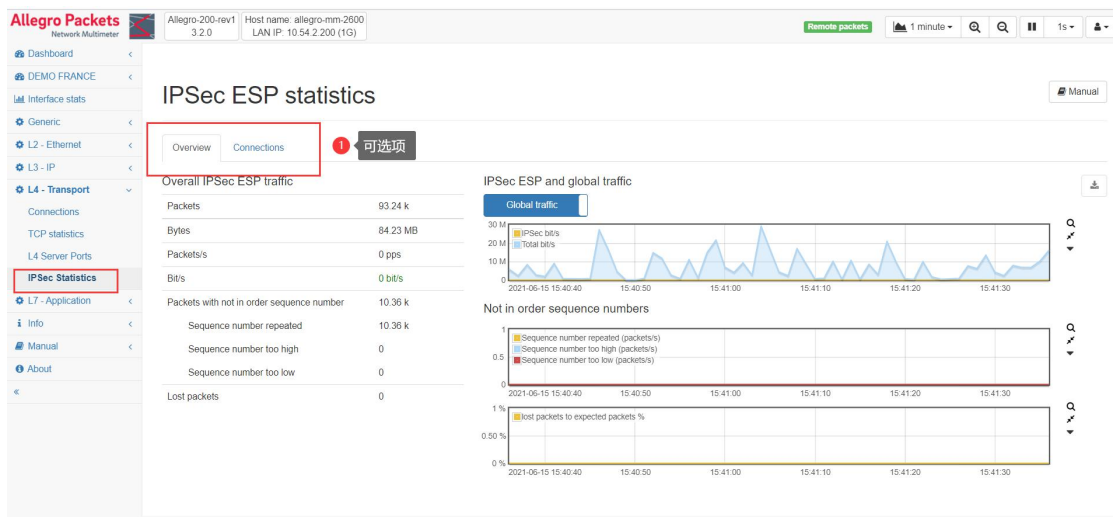 Allegro Packets
Network Multimeter
Allegro-200-rev1
3.2.0
Host name: allegro-mm-2600
LAN IP: 10.54.2.200 (1G)
Remote packets
1 minute
1s
Dashboard
DEMO FRANCE
Interface stats
Generic
L2 - Ethernet
L3 - IP
L4 - Transport
Connections
TCP statistics
L4 Server Ports
IPSec Statistics
L7 - Application
Info
Manual
About
«
IPSec ESP statistics
Manual
Overview
Connections
1
可选项
Overall IPSec ESP traffic
Packets 93.24 k
Bytes 84.23 MB
Packets/s 0 pps
Bit/s 0 bit/s
Packets with not in order sequence number 10.36 k
Sequence number repeated 10.36 k
Sequence number too high 0
Sequence number too low 0
Lost packets 0
IPSec ESP and global traffic
Global traffic
30 M
20 M
10 M
0
IPSec bit/s
Total bit/s
2021-06-15 15:40:40 15:40:50 15:41:00 15:41:10 15:41:20 15:41:30
Not in order sequence numbers
1
0.5
0
Sequence number repeated (packets/s)
Sequence number too high (packets/s)
Sequence number too low (packets/s)
2021-06-15 15:40:40 15:40:50 15:41:00 15:41:10 15:41:20 15:41:30
1 %
0.50 %
0 %
lost packets to expected packets %
2021-06-15 15:40:40 15:40:50 15:41:00 15:41:10 15:41:20 15:41:30